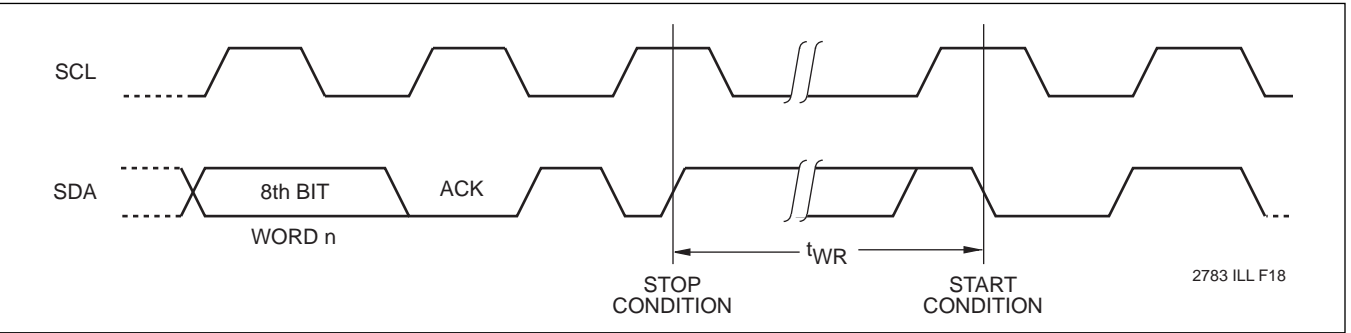 SCL
SDA
8th BIT
ACK
WORD n
tWR
STOP
CONDITION
START
CONDITION
2783 ILL F18